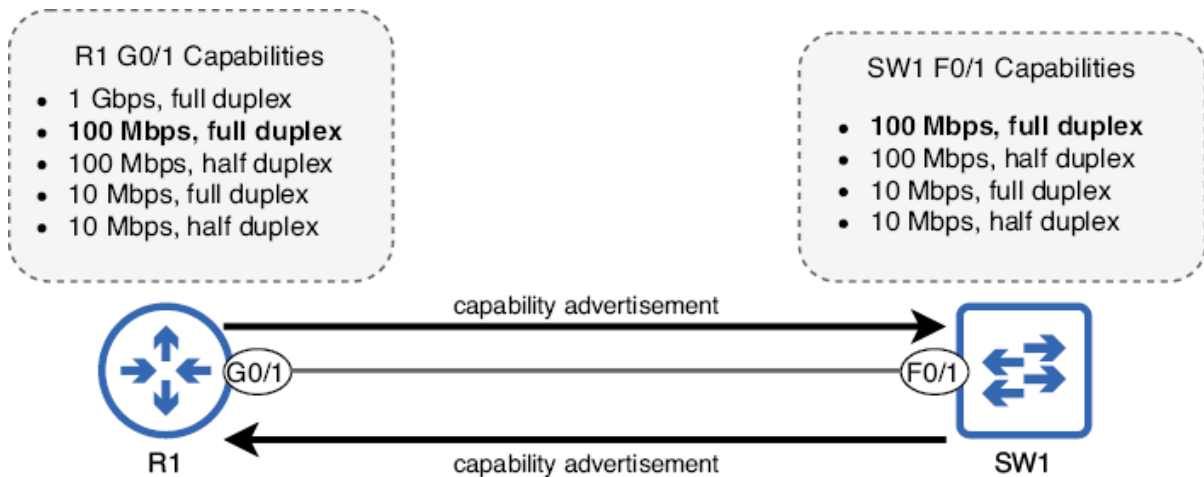 R1 G0/1 Capabilities
• 1 Gbps, full duplex
• 100 Mbps, full duplex
• 100 Mbps, half duplex
• 10 Mbps, full duplex
• 10 Mbps, half duplex
SW1 F0/1 Capabilities
• 100 Mbps, full duplex
• 100 Mbps, half duplex
• 10 Mbps, full duplex
• 10 Mbps, half duplex
capability advertisement
G0/1
F0/1
capability advertisement
R1
SW1